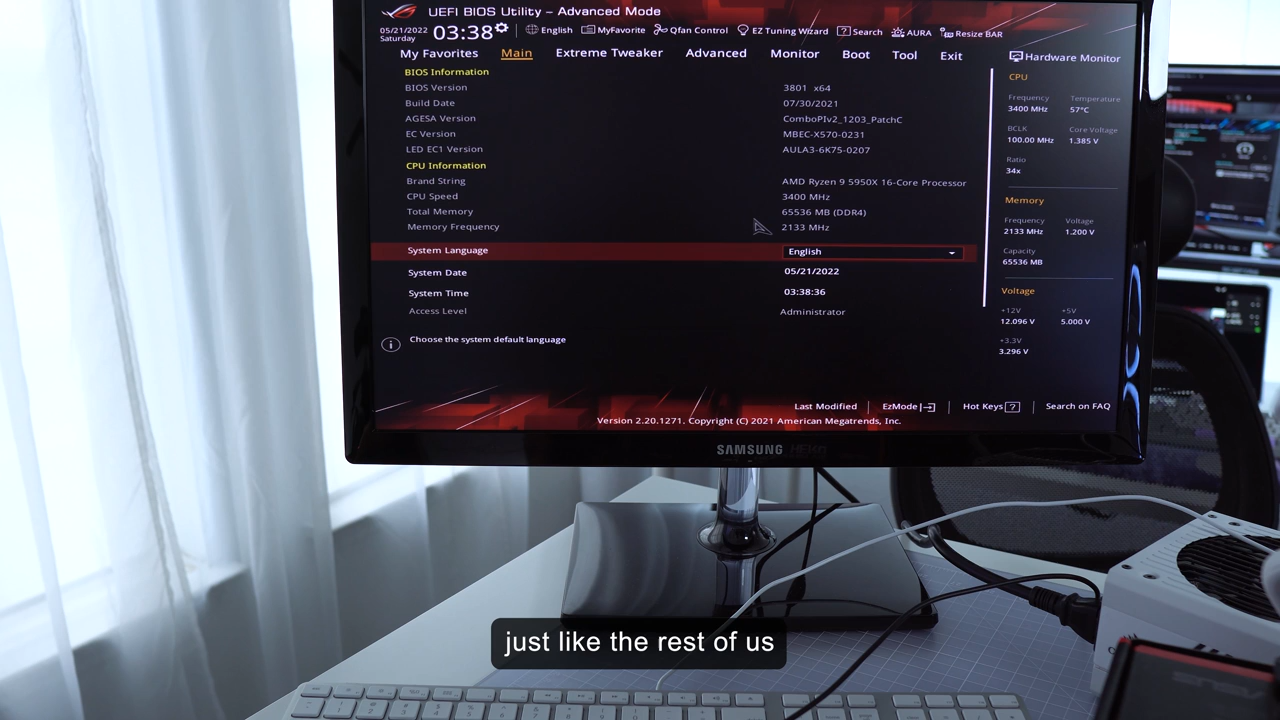 UEFI BIOS Utility – Advanced Mode
05/21/2022
Saturday
03:38
English
MyFavorite
Qfan Control
EZ Tuning Wizard
Search
AURA
Resize BAR
My Favorites
Main
Extreme Tweaker
Advanced
Monitor
Boot
Tool
Exit
Hardware Monitor
BIOS Information
BIOS Version 3801 x64
Build Date 07/30/2021
AGESA Version ComboPIv2_1203_PatchC
EC Version MBEC-X570-0231
LED EC1 Version AULA3-6K75-0207
CPU Information
Brand String AMD Ryzen 9 5950X 16-Core Processor
CPU Speed 3400 MHz
Total Memory 65536 MB (DDR4)
Memory Frequency 2133 MHz
System Language English
System Date 05/21/2022
System Time 03:38:36
Access Level Administrator
Choose the system default language
CPU
Frequency Temperature
3400 MHz 57°C
BCLK Core Voltage
100.00 MHz 1.385 V
Ratio
34x
Memory
Frequency Voltage
2133 MHz 1.200 V
Capacity
65536 MB
Voltage
+12V +5V
12.096 V 5.000 V
+3.3V
3.296 V
Last Modified
EzMode
Hot Keys ?
Search on FAQ
Version 2.20.1271. Copyright (C) 2021 American Megatrends, Inc.
SAMSUNG
just like the rest of us